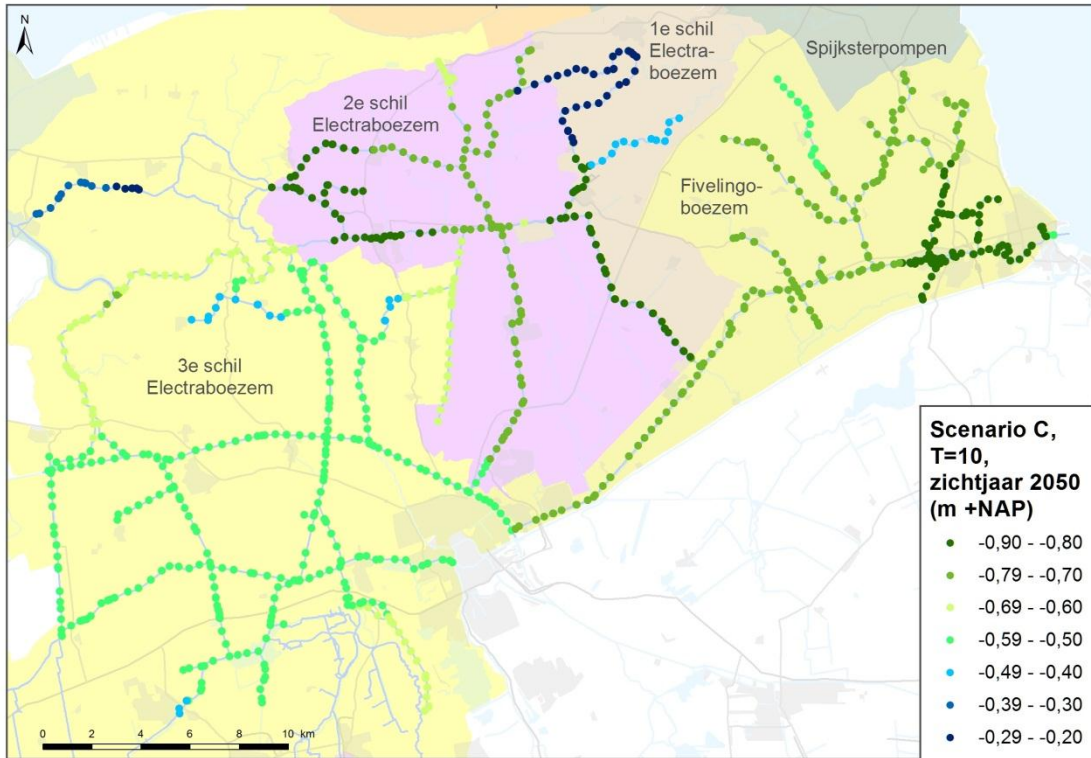 N
1e schil
Electra-
boezem
Spijksterpompen
2e schil
Electraboezem
Fivelingo-
boezem
3e schil
Electraboezem
Scenario C,
T=10,
zichtjaar 2050
(m +NAP)
-0,90 - -0,80
-0,79 - -0,70
-0,69 - -0,60
-0,59 - -0,50
-0,49 - -0,40
-0,39 - -0,30
-0,29 - -0,20
0 2 4 6 8 10 km